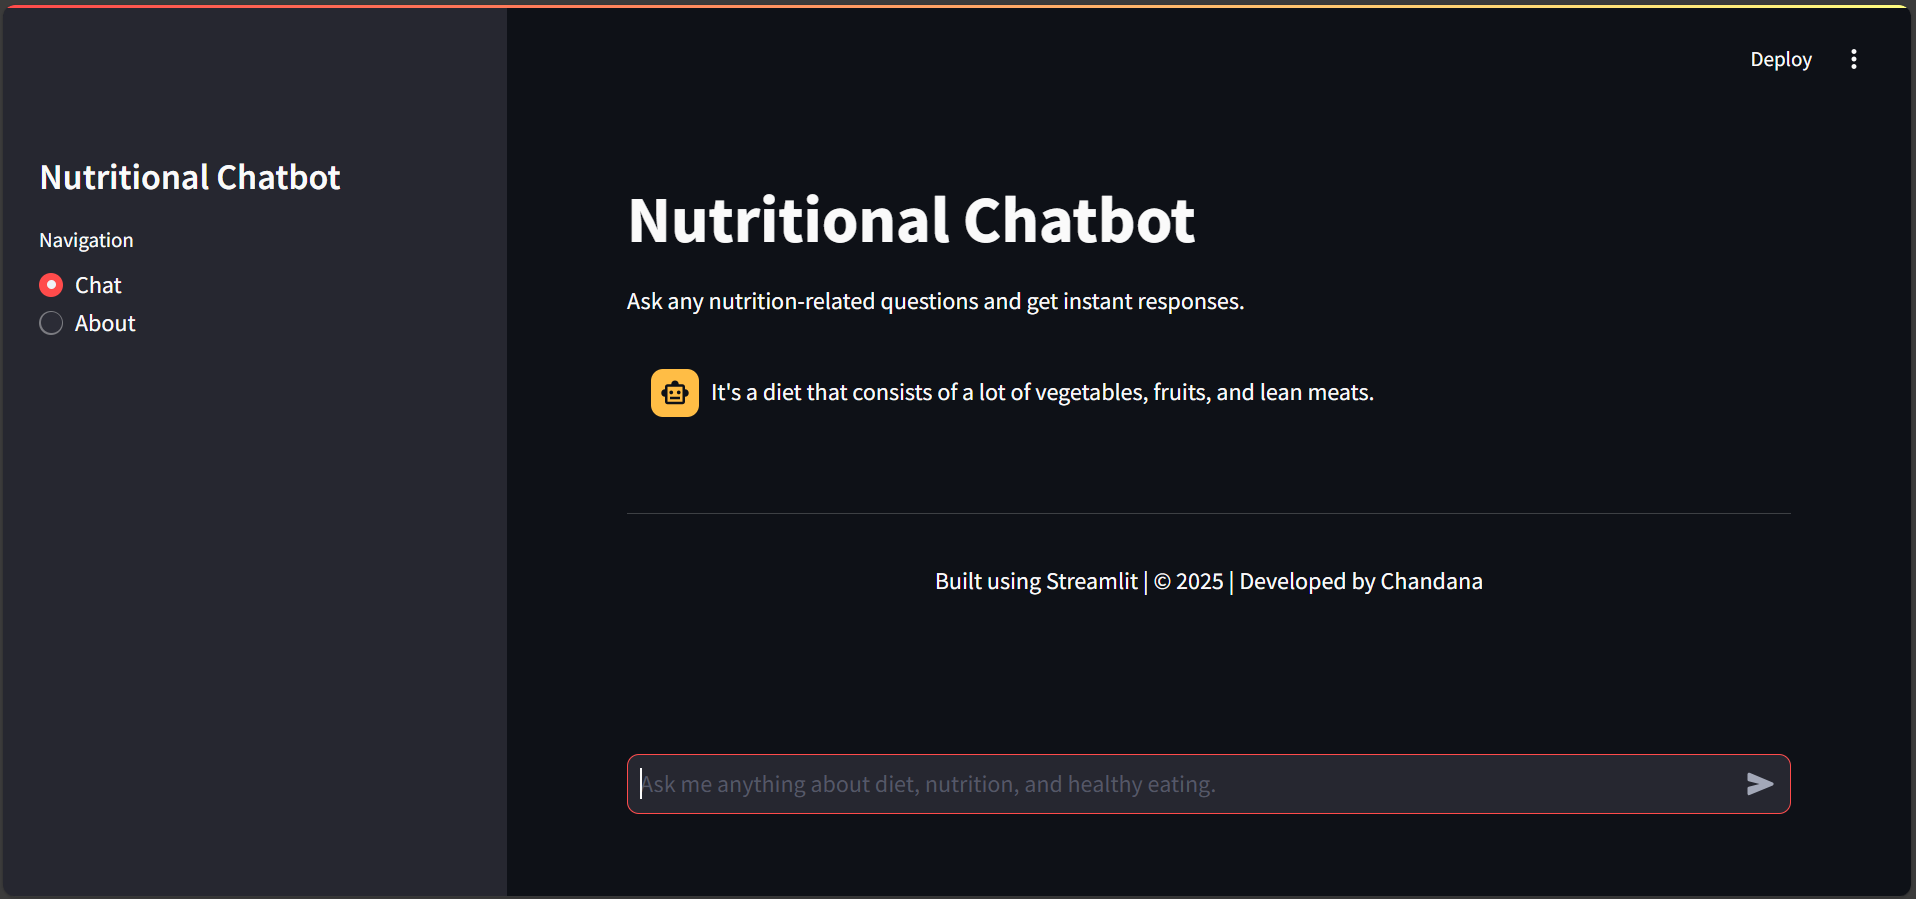 Deploy
Nutritional Chatbot
Navigation
Chat
About
Nutritional Chatbot
Ask any nutrition-related questions and get instant responses.
It's a diet that consists of a lot of vegetables, fruits, and lean meats.
Built using Streamlit | © 2025 | Developed by Chandana
Ask me anything about diet, nutrition, and healthy eating.